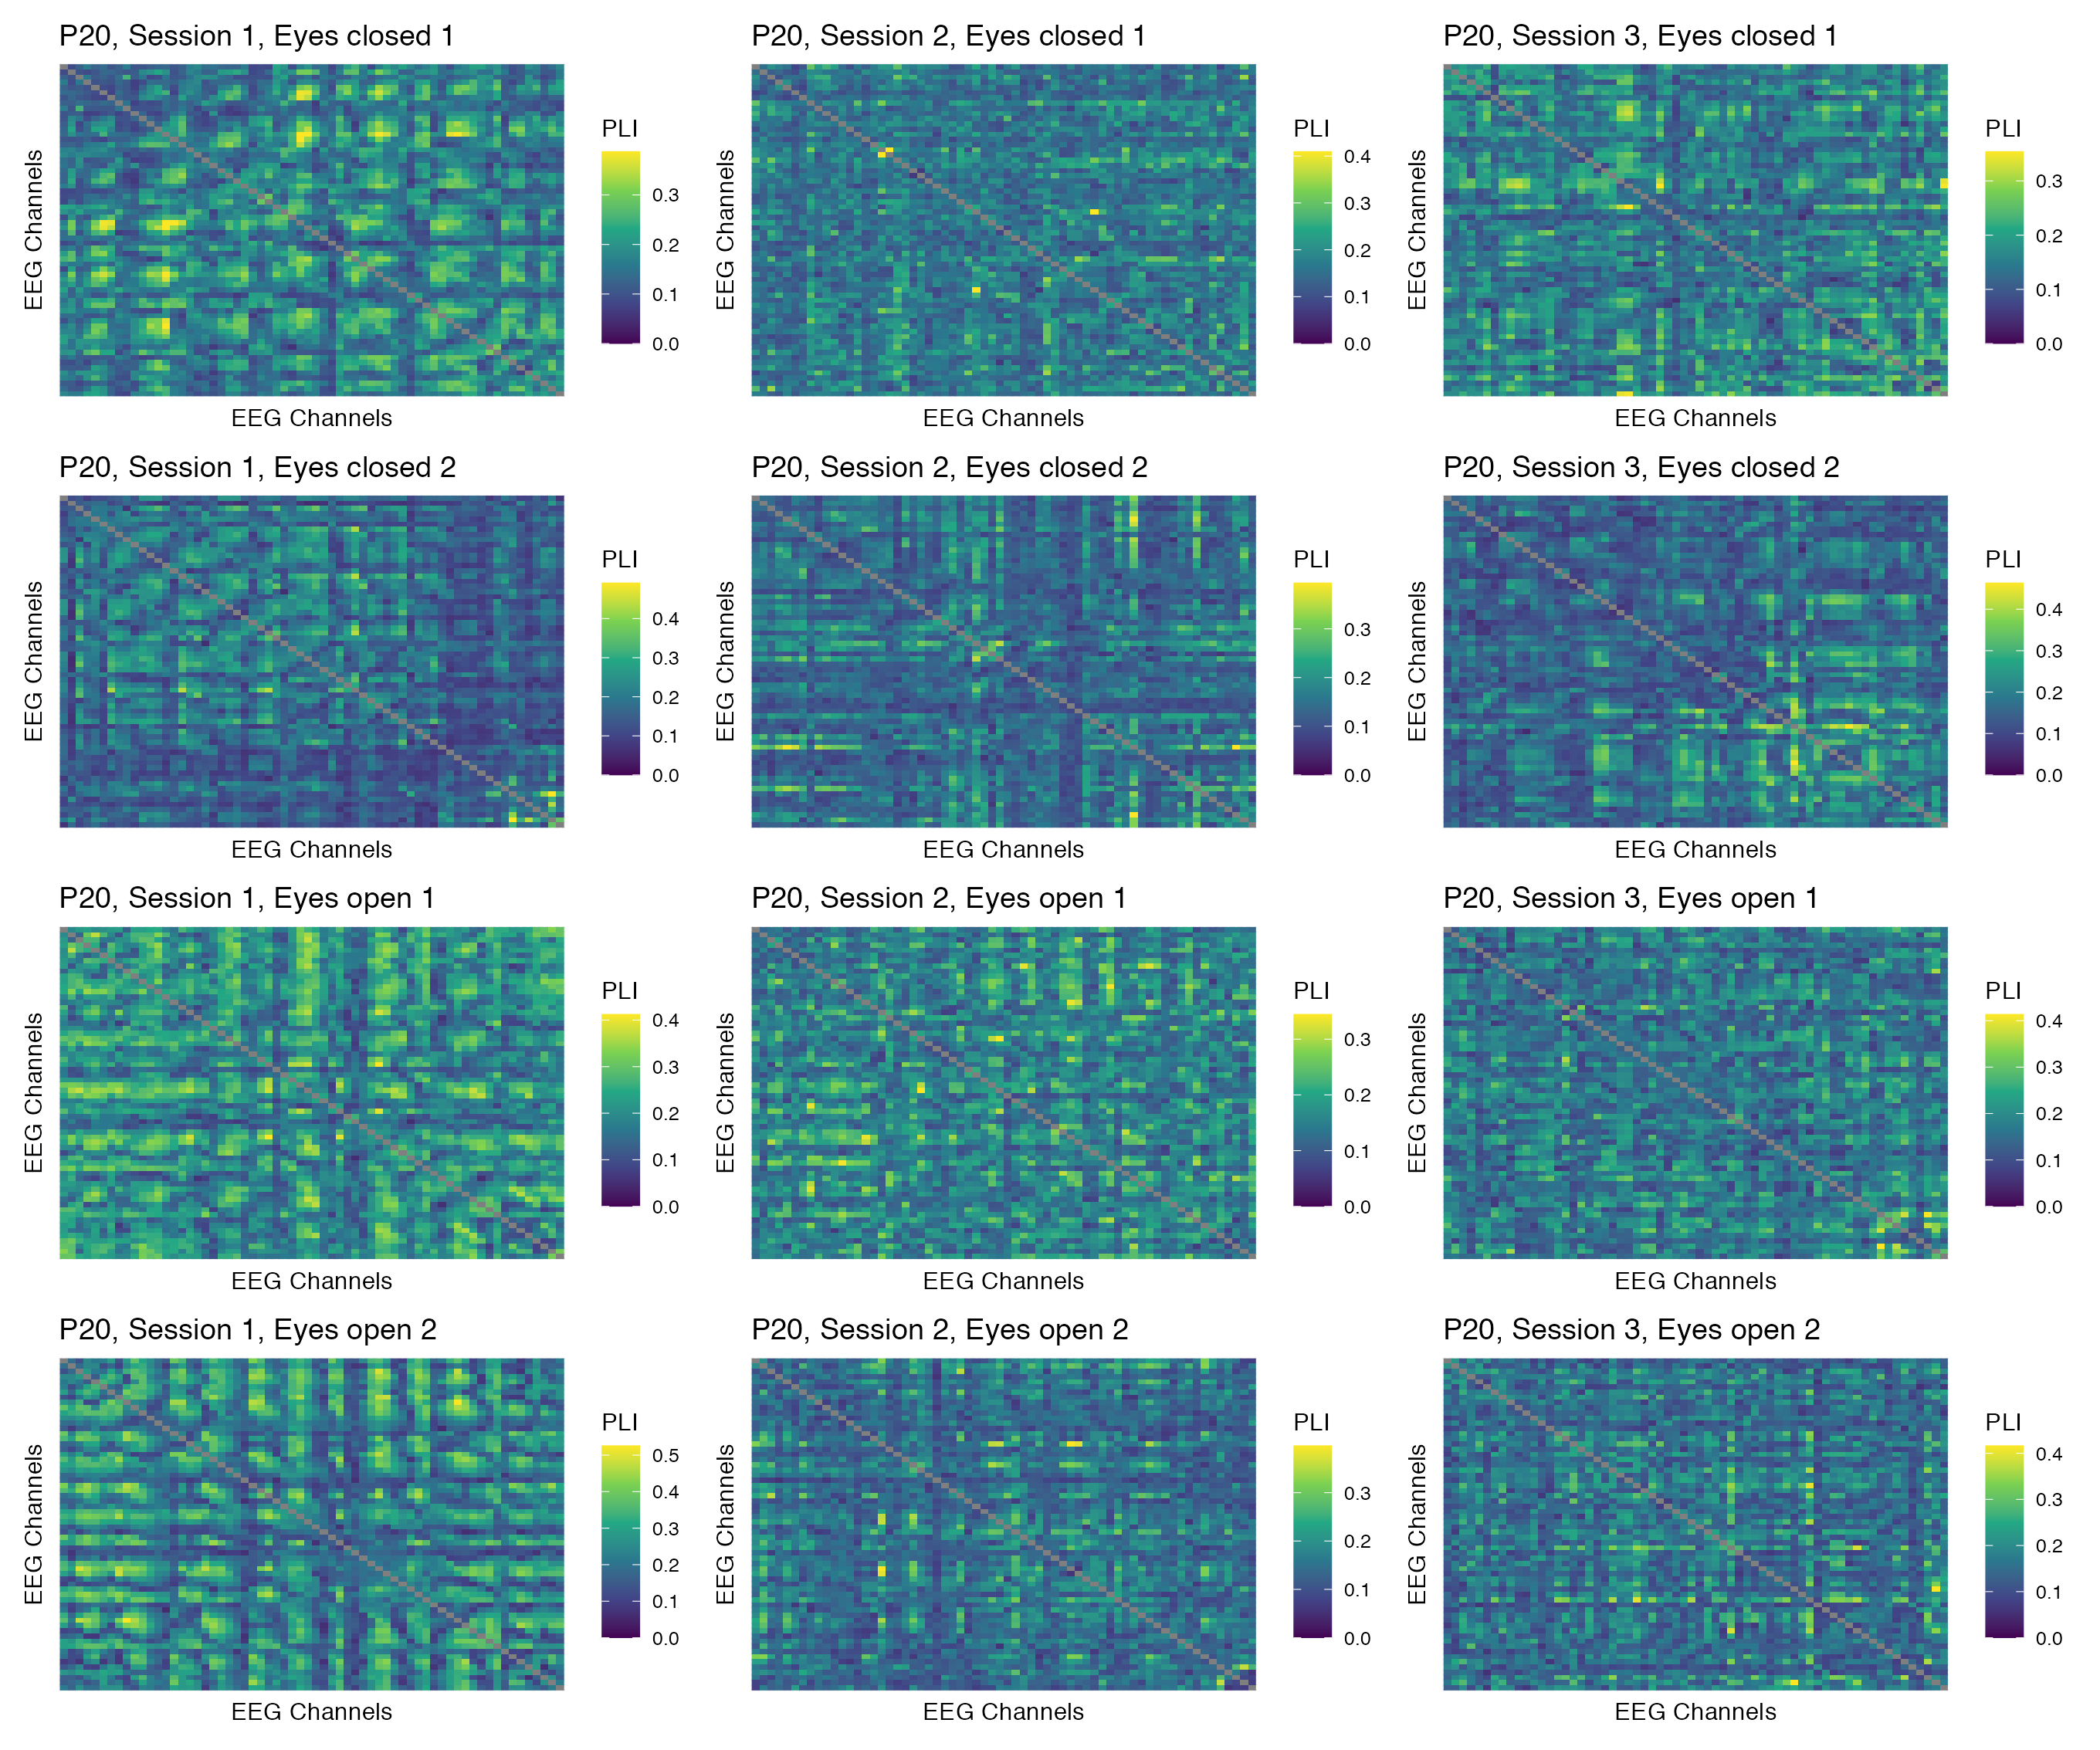 P20, Session 1, Eyes closed 1
EEG Channels
EEG Channels
PLI
0.3
0.2
0.1
0.0
P20, Session 2, Eyes closed 1
EEG Channels
EEG Channels
PLI
0.4
0.3
0.2
0.1
0.0
P20, Session 3, Eyes closed 1
EEG Channels
EEG Channels
PLI
0.3
0.2
0.1
0.0
P20, Session 1, Eyes closed 2
EEG Channels
EEG Channels
PLI
0.4
0.3
0.2
0.1
0.0
P20, Session 2, Eyes closed 2
EEG Channels
EEG Channels
PLI
0.3
0.2
0.1
0.0
P20, Session 3, Eyes closed 2
EEG Channels
EEG Channels
PLI
0.4
0.3
0.2
0.1
0.0
P20, Session 1, Eyes open 1
EEG Channels
EEG Channels
PLI
0.4
0.3
0.2
0.1
0.0
P20, Session 2, Eyes open 1
EEG Channels
EEG Channels
PLI
0.3
0.2
0.1
0.0
P20, Session 3, Eyes open 1
EEG Channels
EEG Channels
PLI
0.4
0.3
0.2
0.1
0.0
P20, Session 1, Eyes open 2
EEG Channels
EEG Channels
PLI
0.5
0.4
0.3
0.2
0.1
0.0
P20, Session 2, Eyes open 2
EEG Channels
EEG Channels
PLI
0.3
0.2
0.1
0.0
P20, Session 3, Eyes open 2
EEG Channels
EEG Channels
PLI
0.4
0.3
0.2
0.1
0.0